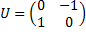 U = (0 −1
1 0)